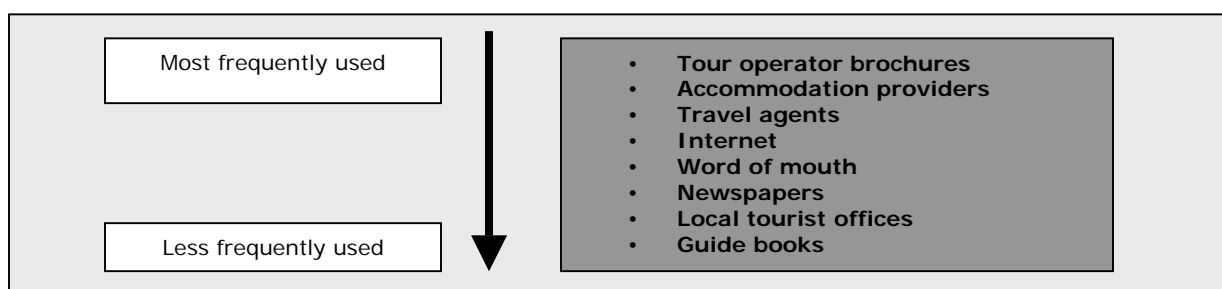 Most frequently used
Less frequently used
• Tour operator brochures
• Accommodation providers
• Travel agents
• Internet
• Word of mouth
• Newspapers
• Local tourist offices
• Guide books